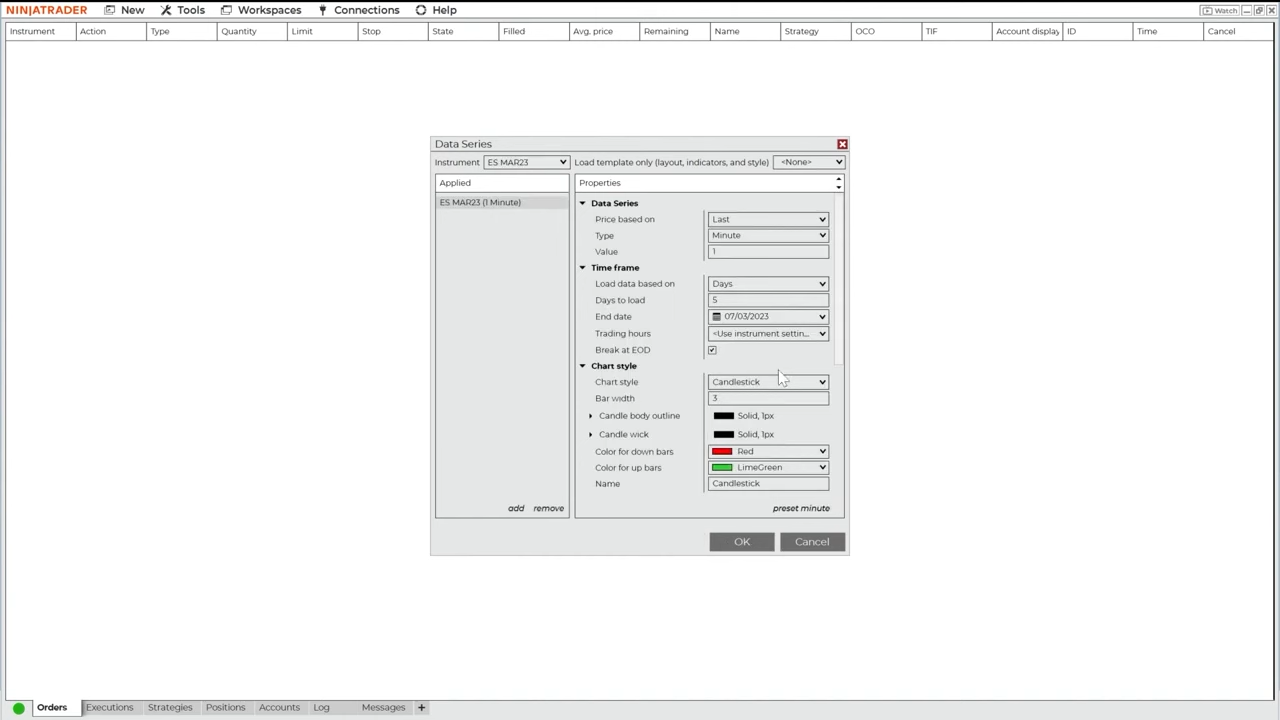 NINJATRADER New Tools Workspaces Connections Help Watch
Instrument Action Type Quantity Limit Stop State Filled Avg. price Remaining Name Strategy OCO TIF Account display ID Time Cancel
Data Series
Instrument ES MAR23 Load template only (layout, indicators, and style) <None>
Applied Properties
ES MAR23 (1 Minute)
Data Series
Price based on Last
Type Minute
Value 1
Time frame
Load data based on Days
Days to load 5
End date 07/03/2023
Trading hours <Use instrument settin...
Break at EOD
Chart style
Chart style Candlestick
Bar width 3
Candle body outline Solid, 1px
Candle wick Solid, 1px
Color for down bars Red
Color for up bars LimeGreen
Name Candlestick
add remove preset minute
OK Cancel
Orders Executions Strategies Positions Accounts Log Messages +